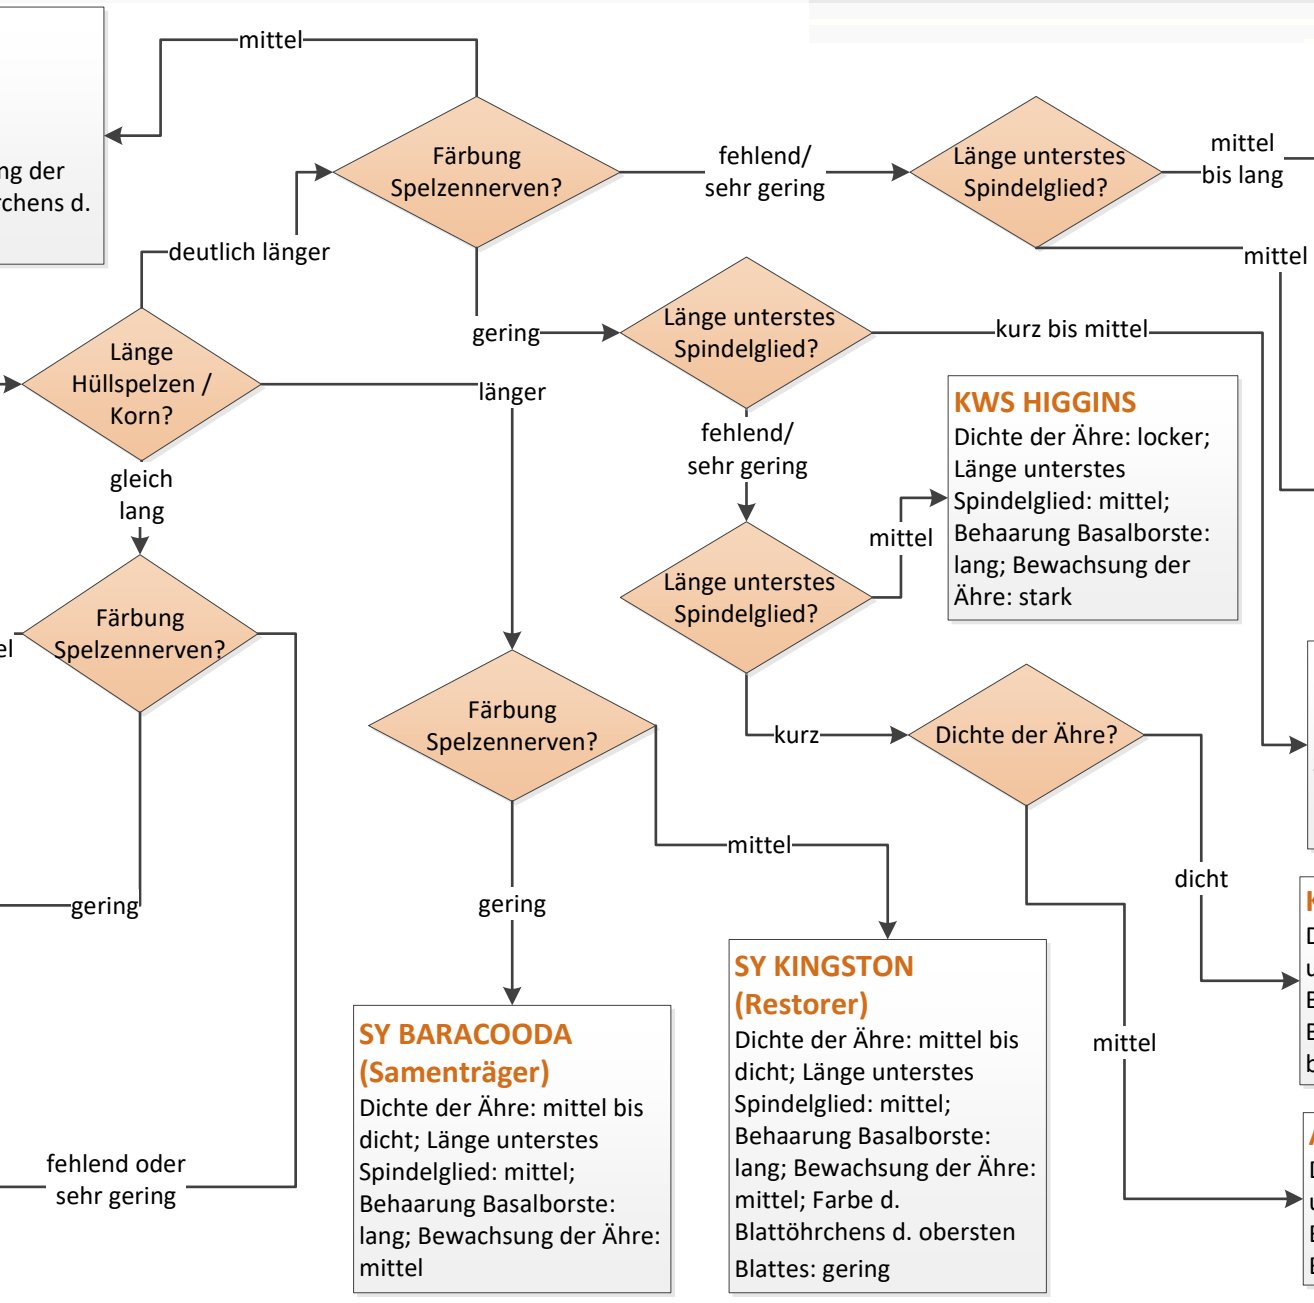 mittel
ng der
rchens d.
Färbung
Spelzennerven?
fehlend/
sehr gering
Länge unterstes
Spindelglied?
mittel
bis lang
mittel
deutlich länger
gering
Länge unterstes
Spindelglied?
kurz bis mittel
Länge
Hüllspelzen /
Korn?
länger
fehlend/
sehr gering
KWS HIGGINS
Dichte der Ähre: locker;
Länge unterstes
Spindelglied: mittel;
Behaarung Basalborste:
lang; Bewachsung der
Ähre: stark
gleich
lang
mittel
Länge unterstes
Spindelglied?
el
Färbung
Spelzennerven?
Färbung
Spelzennerven?
kurz
Dichte der Ähre?
mittel
dicht
gering
gering
mittel
SY BARACOODA
(Samenträger)
Dichte der Ähre: mittel bis
dicht; Länge unterstes
Spindelglied: mittel;
Behaarung Basalborste:
lang; Bewachsung der Ähre:
mittel
SY KINGSTON
(Restorer)
Dichte der Ähre: mittel bis
dicht; Länge unterstes
Spindelglied: mittel;
Behaarung Basalborste:
lang; Bewachsung der Ähre:
mittel; Farbe d.
Blattöhrchens d. obersten
Blattes: gering
fehlend oder
sehr gering